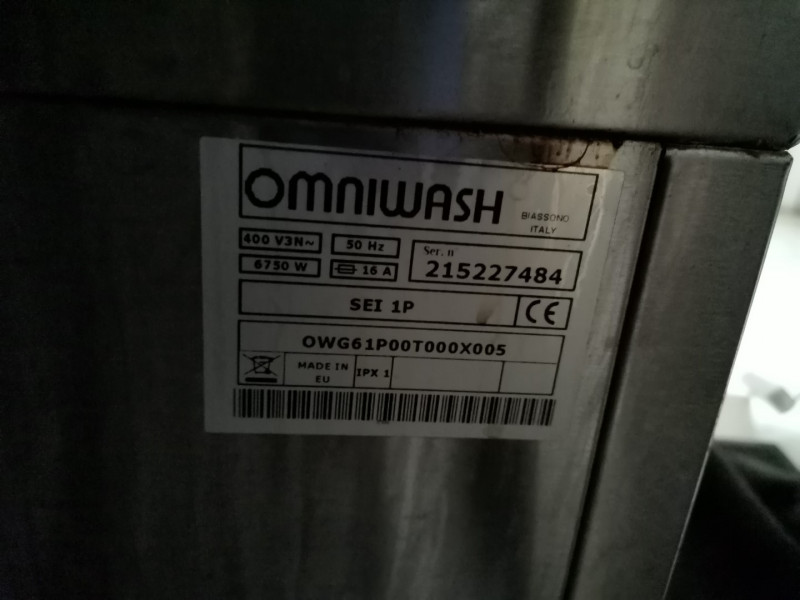 OMNIWASH
BIASSONO
ITALY
400 V3N~
50 Hz
Ser. n
215227484
6750 W
16 A
SEI 1P
CE
OWG61P00T000X005
MADE IN
EU
IPX 1